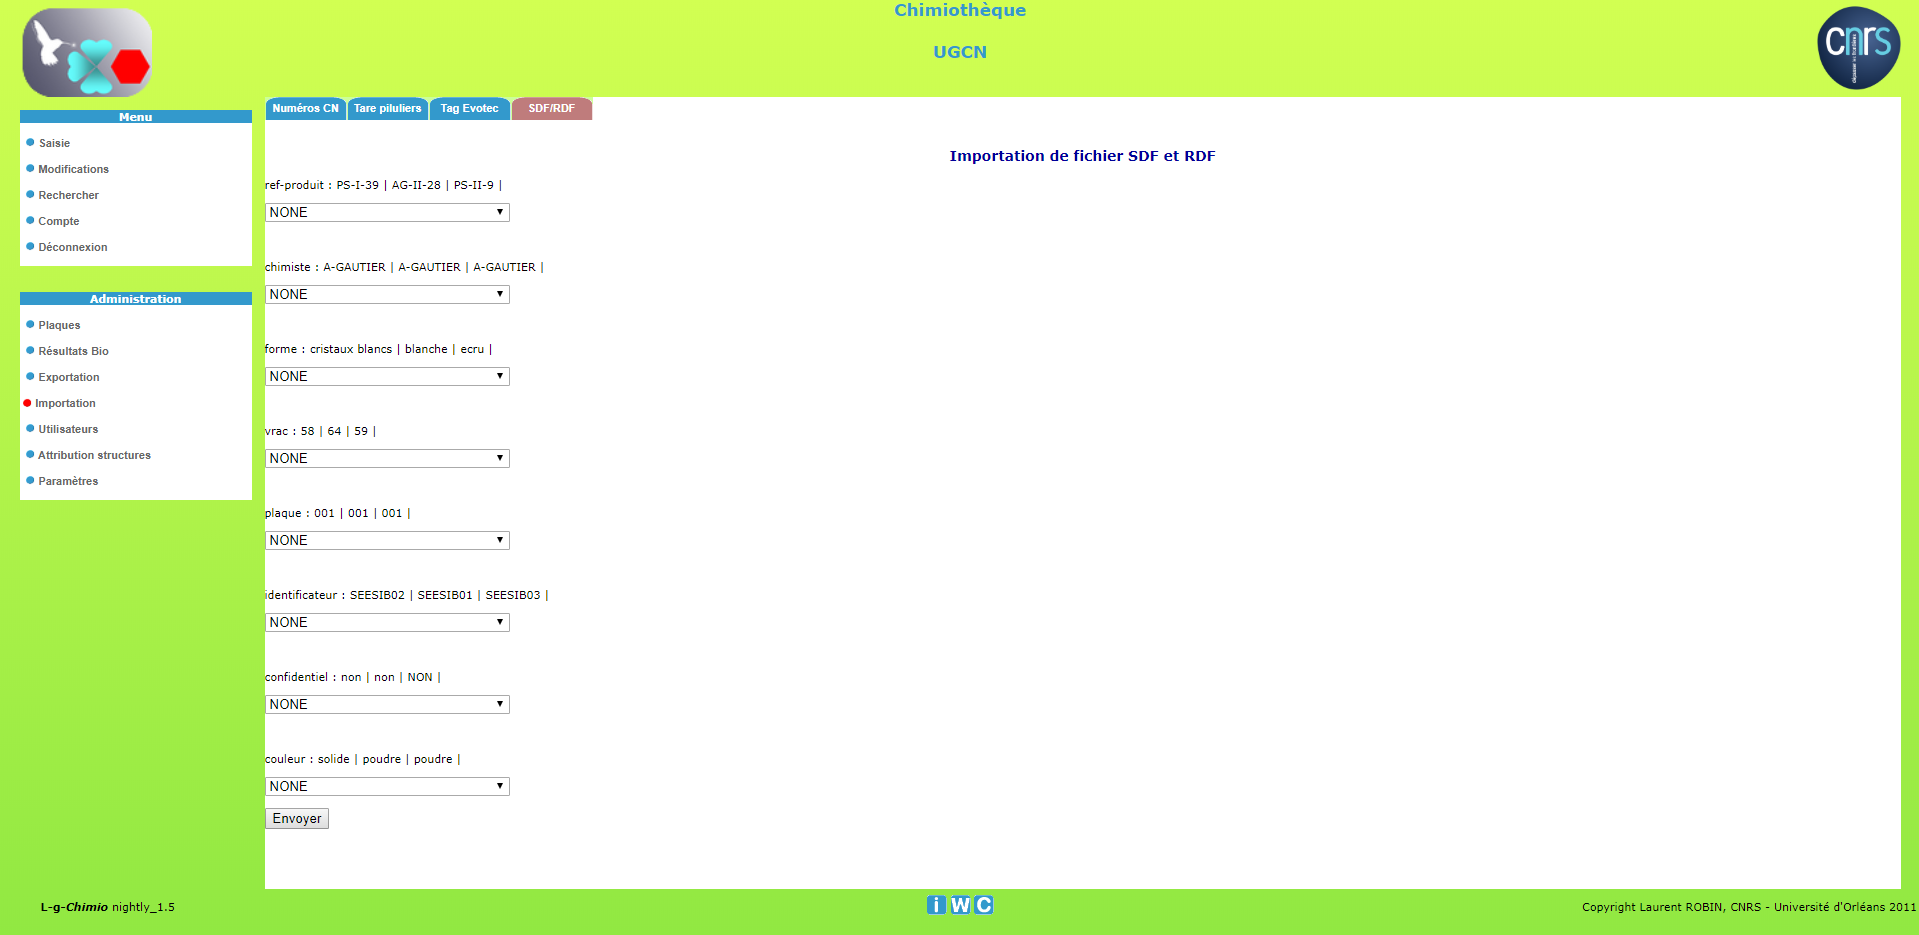 Chimiothèque
UGCN
cnrs
dépasser les frontières
Menu
Saisie
Modifications
Rechercher
Compte
Déconnexion
Administration
Plaques
Résultats Bio
Exportation
Importation
Utilisateurs
Attribution structures
Paramètres
Numéros CN
Tare piluliers
Tag Evotec
SDF/RDF
Importation de fichier SDF et RDF
ref-produit : PS-I-39 | AG-II-28 | PS-II-9 |
NONE
chimiste : A-GAUTIER | A-GAUTIER | A-GAUTIER |
NONE
forme : cristaux blancs | blanche | ecru |
NONE
vrac : 58 | 64 | 59 |
NONE
plaque : 001 | 001 | 001 |
NONE
identificateur : SEESIB02 | SEESIB01 | SEESIB03 |
NONE
confidentiel : non | non | NON |
NONE
couleur : solide | poudre | poudre |
NONE
Envoyer
L-g-Chimio nightly_1.5
i W C
Copyright Laurent ROBIN, CNRS - Université d'Orléans 2011